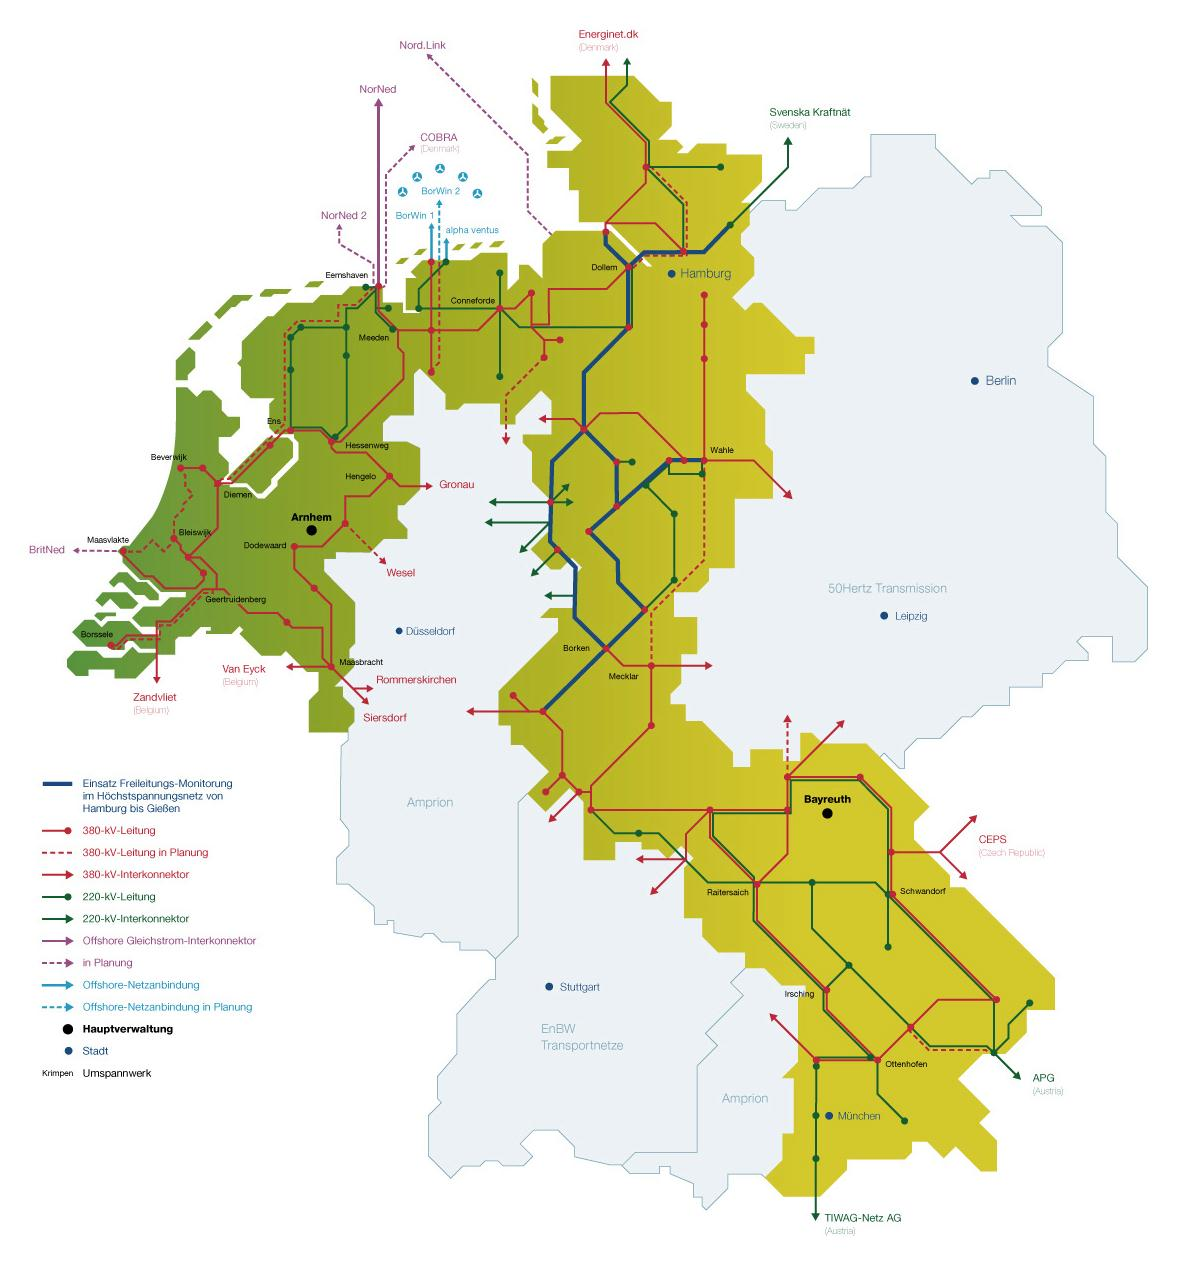 Energinet.dk
(Denmark)
Nord.Link
NorNed
Svenska Kraftnät
(Sweden)
COBRA
(Denmark)
BorWin 2
BorWin 1
NorNed 2
alpha ventus
Eemshaven
Dollern
Hamburg
Conneforde
Meeden
Berlin
Ens
Hessenweg
Wahle
Beverwijk
Hengelo
Gronau
Diemen
Arnhem
Bleiswijk
Maasvlakte
Dodewaard
BritNed
Wesel
50Hertz Transmission
Geertruidenberg
Leipzig
Düsseldorf
Borssele
Borken
Maasbracht
Van Eyck
(Belgium)
Mecklar
Rommerskirchen
Zandvliet
(Belgium)
Siersdorf
Einsatz Freileitungs-Monitorung
im Höchstspannungsnetz von
Hamburg bis Gießen
380-kV-Leitung
380-kV-Leitung in Planung
380-kV-Interkonnektor
220-kV-Leitung
220-kV-Interkonnektor
Offshore Gleichstrom-Interkonnektor
in Planung
Offshore-Netzanbindung
Offshore-Netzanbindung in Planung
Hauptverwaltung
Stadt
Krimpen Umspannwerk
Amprion
Bayreuth
CEPS
(Czech Republic)
Raitersaich
Schwandorf
Stuttgart
Irsching
EnBW
Transportnetze
Ottenhofen
APG
(Austria)
Amprion
München
TIWAG-Netz AG
(Austria)